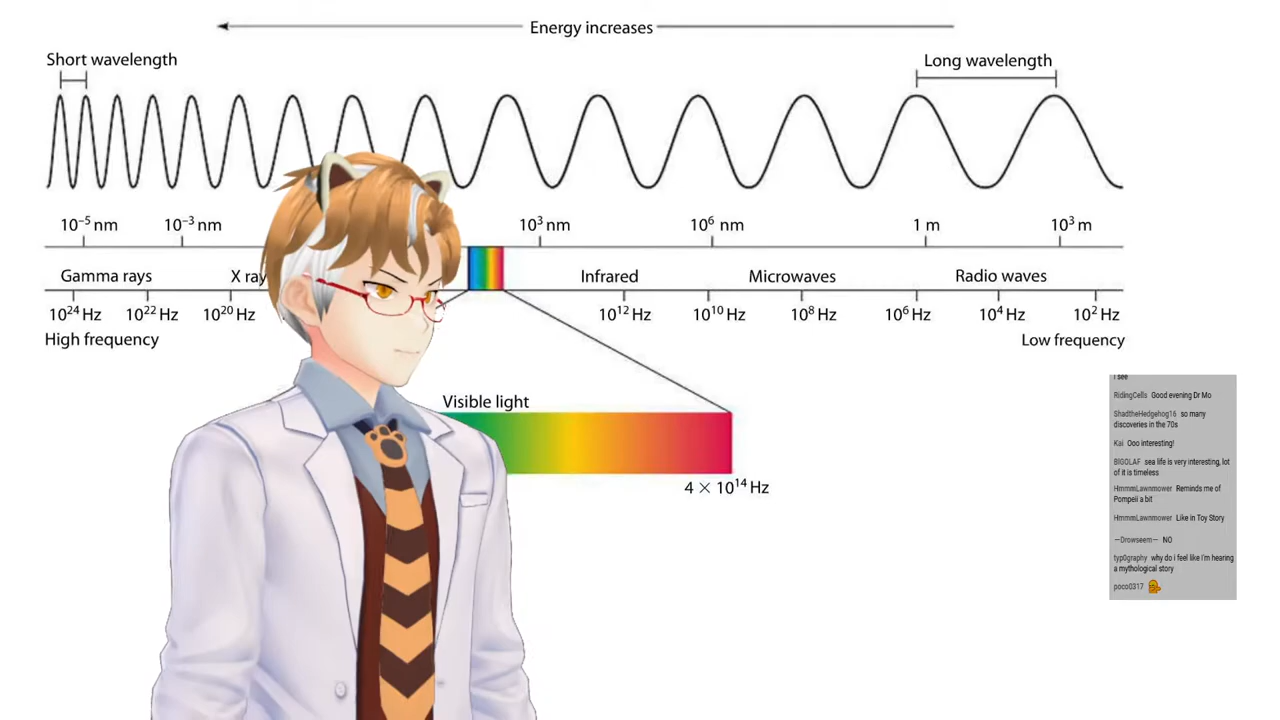 Energy increases
Short wavelength
Long wavelength
10⁻⁵ nm
10⁻³ nm
10³ nm
10⁶ nm
1 m
10³ m
Gamma rays
X ray
Infrared
Microwaves
Radio waves
10²⁴ Hz
10²² Hz
10²⁰ Hz
10¹² Hz
10¹⁰ Hz
10⁸ Hz
10⁶ Hz
10⁴ Hz
10² Hz
High frequency
Low frequency
Visible light
4 × 10¹⁴ Hz
I see
RidingCells Good evening Dr Mo
ShadtheHedgehog16 so many
discoveries in the 70s
Kai Ooo interesting!
BIGOLAF sea life is very interesting, lot
of it is timeless
HmmmLawnmower Reminds me of
Pompeii a bit
HmmmLawnmower Like in Toy Story
—Drowseem— NO
typ0graphy why do i feel like I'm hearing
a mythological story
poco0317